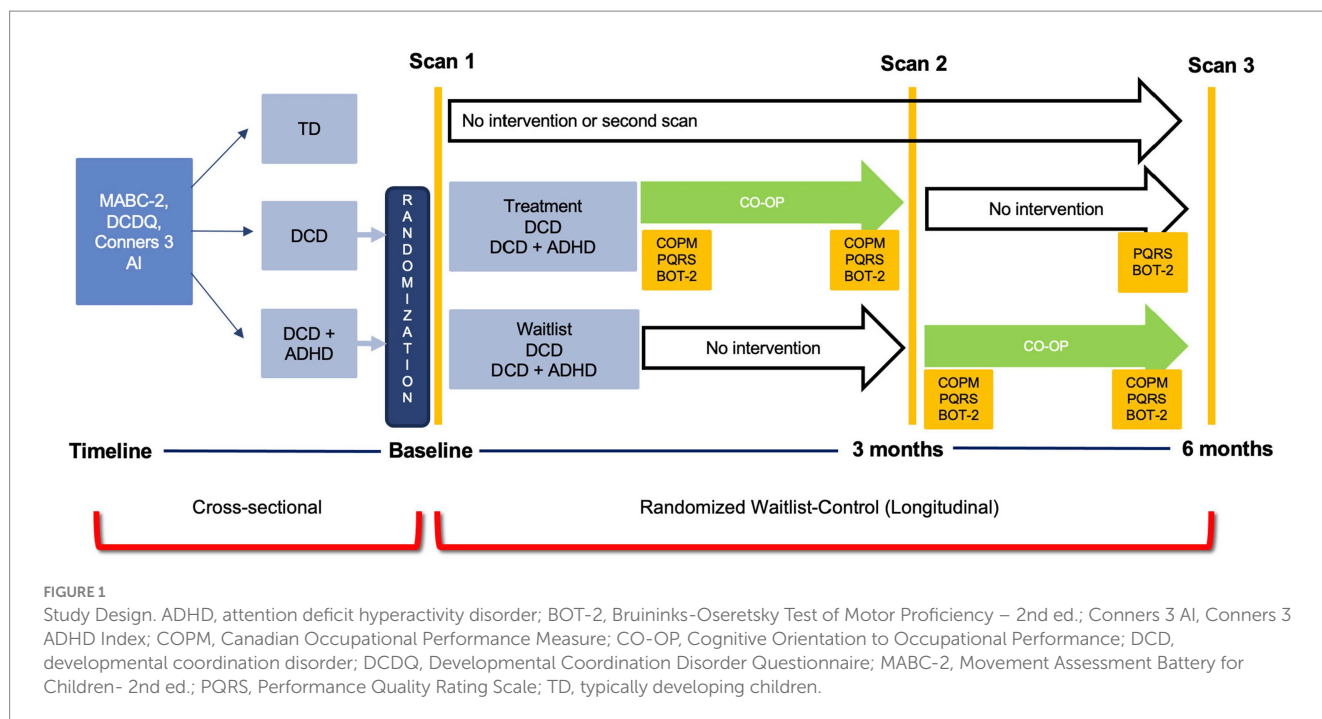 Scan 1
Scan 2
Scan 3
No intervention or second scan
TD
MABC-2,
DCDQ,
Conners 3
AI
DCD
DCD +
ADHD
RANDOMIZATION
Treatment
DCD
DCD + ADHD
CO-OP
COPM
PQRS
BOT-2
COPM
PQRS
BOT-2
No intervention
PQRS
BOT-2
Waitlist
DCD
DCD + ADHD
No intervention
CO-OP
COPM
PQRS
BOT-2
COPM
PQRS
BOT-2
Timeline
Baseline
3 months
6 months
Cross-sectional
Randomized Waitlist-Control (Longitudinal)
FIGURE 1
Study Design. ADHD, attention deficit hyperactivity disorder; BOT-2, Bruininks-Oseretsky Test of Motor Proficiency – 2nd ed.; Conners 3 AI, Conners 3
ADHD Index; COPM, Canadian Occupational Performance Measure; CO-OP, Cognitive Orientation to Occupational Performance; DCD,
developmental coordination disorder; DCDQ, Developmental Coordination Disorder Questionnaire; MABC-2, Movement Assessment Battery for
Children- 2nd ed.; PQRS, Performance Quality Rating Scale; TD, typically developing children.